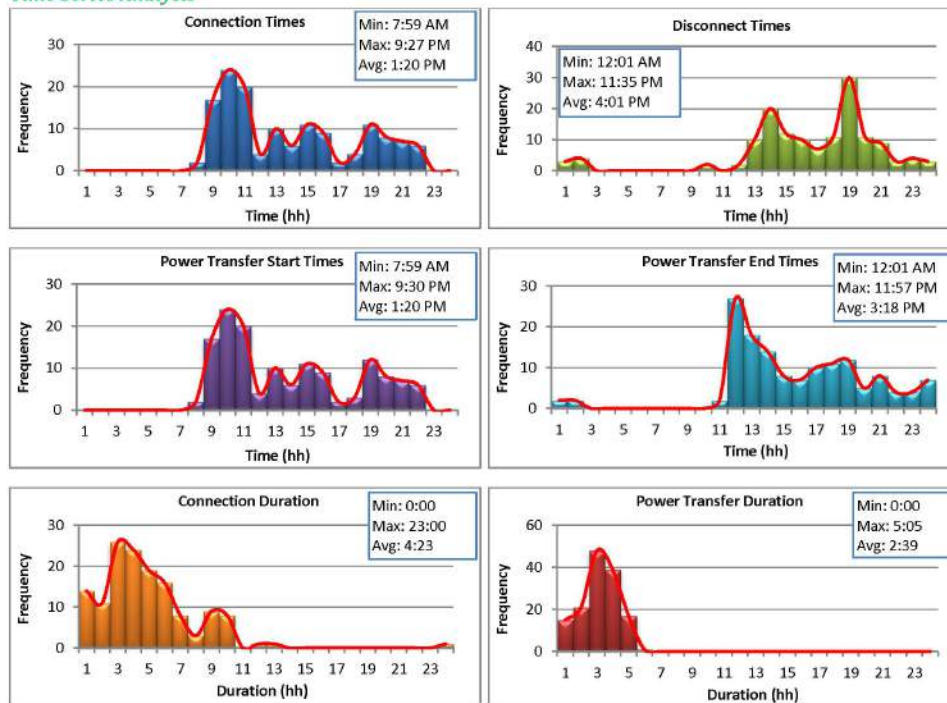 Connection Times
Min: 7:59 AM
Max: 9:27 PM
Avg: 1:20 PM
Frequency
30
20
10
0
1 3 5 7 9 11 13 15 17 19 21 23
Time (hh)
Disconnect Times
Min: 12:01 AM
Max: 11:35 PM
Avg: 4:01 PM
Frequency
40
30
20
10
0
1 3 5 7 9 11 13 15 17 19 21 23
Time (hh)
Power Transfer Start Times
Min: 7:59 AM
Max: 9:30 PM
Avg: 1:20 PM
Frequency
30
20
10
0
1 3 5 7 9 11 13 15 17 19 21 23
Time (hh)
Power Transfer End Times
Min: 12:01 AM
Max: 11:57 PM
Avg: 3:18 PM
Frequency
30
20
10
0
1 3 5 7 9 11 13 15 17 19 21 23
Time (hh)
Connection Duration
Min: 0:00
Max: 23:00
Avg: 4:23
Frequency
30
20
10
0
1 3 5 7 9 11 13 15 17 19 21 23
Duration (hh)
Power Transfer Duration
Min: 0:00
Max: 5:05
Avg: 2:39
Frequency
60
40
20
0
1 3 5 7 9 11 13 15 17 19 21 23
Duration (hh)